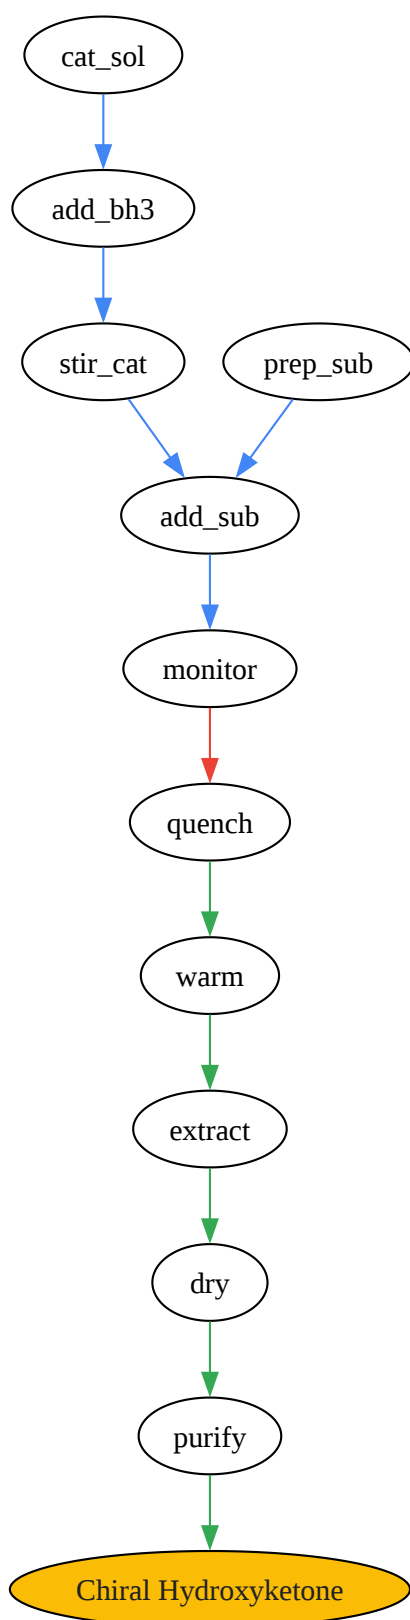 cat_sol
add_bh3
stir_cat
prep_sub
add_sub
monitor
quench
warm
extract
dry
purify
Chiral Hydroxyketone